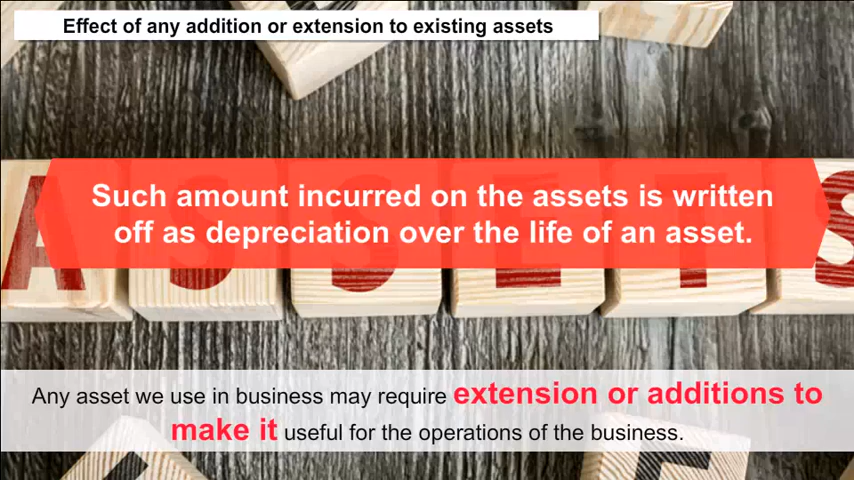 Effect of any addition or extension to existing assets
Such amount incurred on the assets is written
off as depreciation over the life of an asset.
ASSETS
Any asset we use in business may require extension or additions to
make it useful for the operations of the business.